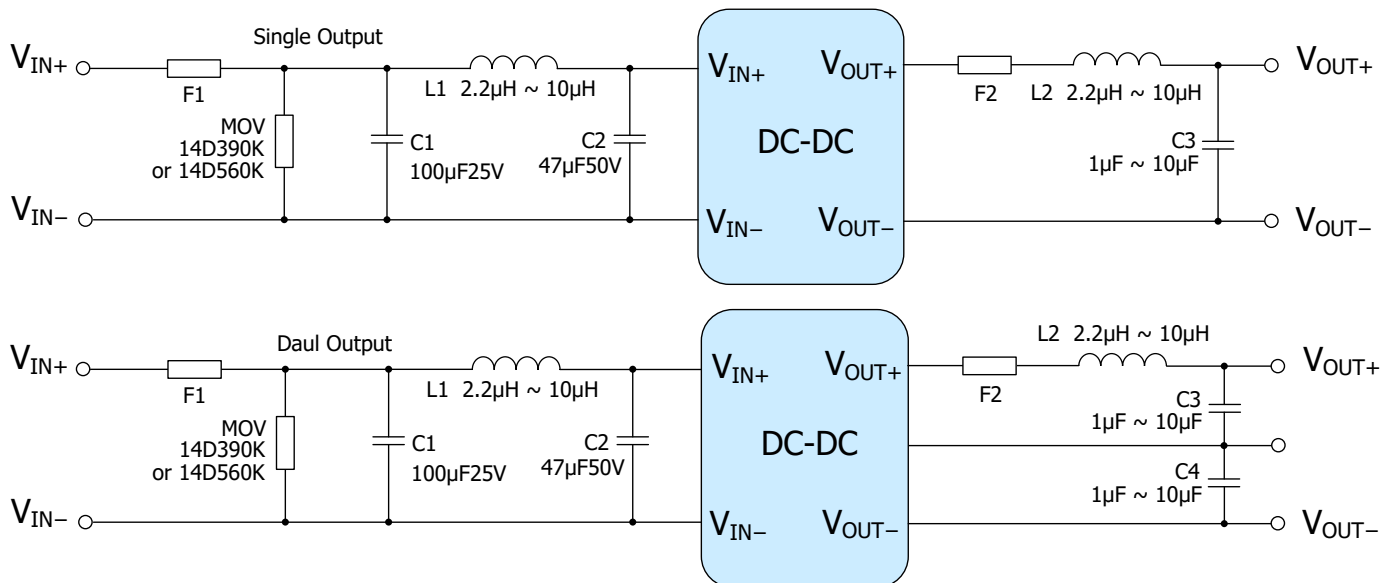 Single Output
VIN+
F1
L1 2.2μH ~ 10μH
MOV
14D390K
or 14D560K
C1
100μF25V
C2
47μF50V
VIN−
VIN+
VOUT+
DC-DC
VIN−
VOUT−
F2
L2 2.2μH ~ 10μH
C3
1μF ~ 10μF
VOUT+
VOUT−
Daul Output
VIN+
F1
L1 2.2μH ~ 10μH
MOV
14D390K
or 14D560K
C1
100μF25V
C2
47μF50V
VIN−
VIN+
VOUT+
DC-DC
VIN−
VOUT−
L2 2.2μH ~ 10μH
F2
C3
1μF ~ 10μF
C4
1μF ~ 10μF
VOUT+
VOUT−